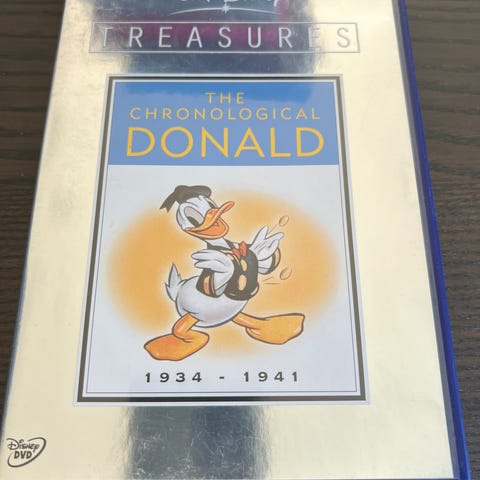 TREASURES
THE
CHRONOLOGICAL
DONALD
1934 - 1941
DISNEY
DVD